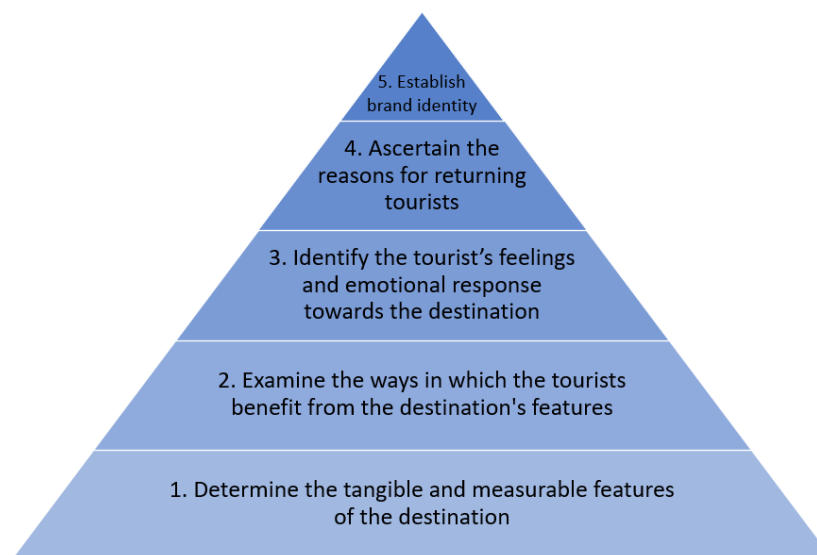 5. Establish
brand identity
4. Ascertain the
reasons for returning
tourists
3. Identify the tourist’s feelings
and emotional response
towards the destination
2. Examine the ways in which the tourists
benefit from the destination's features
1. Determine the tangible and measurable features
of the destination